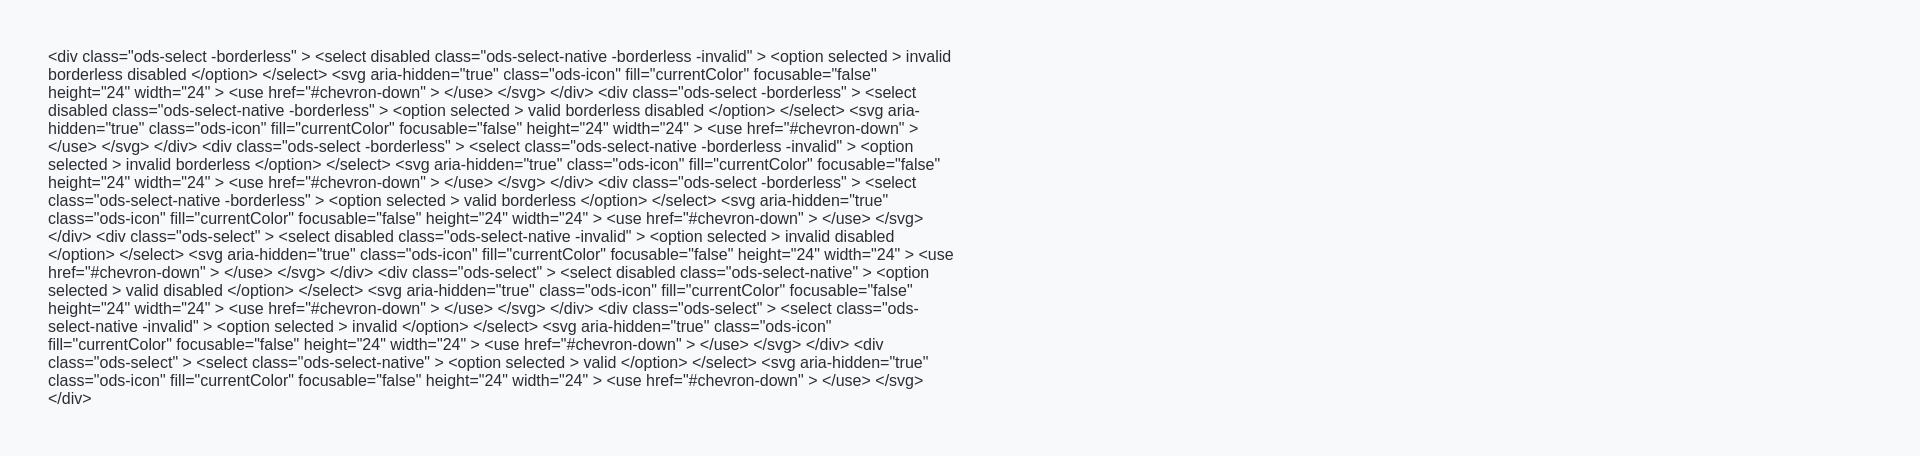 <div class="ods-select -borderless" > <select disabled class="ods-select-native -borderless -invalid" > <option selected > invalid
borderless disabled </option> </select> <svg aria-hidden="true" class="ods-icon" fill="currentColor" focusable="false"
height="24" width="24" > <use href="#chevron-down" > </use> </svg> </div> <div class="ods-select -borderless" > <select
disabled class="ods-select-native -borderless" > <option selected > valid borderless disabled </option> </select> <svg aria-
hidden="true" class="ods-icon" fill="currentColor" focusable="false" height="24" width="24" > <use href="#chevron-down" >
</use> </svg> </div> <div class="ods-select -borderless" > <select class="ods-select-native -borderless -invalid" > <option
selected > invalid borderless </option> </select> <svg aria-hidden="true" class="ods-icon" fill="currentColor" focusable="false"
height="24" width="24" > <use href="#chevron-down" > </use> </svg> </div> <div class="ods-select -borderless" > <select
class="ods-select-native -borderless" > <option selected > valid borderless </option> </select> <svg aria-hidden="true"
class="ods-icon" fill="currentColor" focusable="false" height="24" width="24" > <use href="#chevron-down" > </use> </svg>
</div> <div class="ods-select" > <select disabled class="ods-select-native -invalid" > <option selected > invalid disabled
</option> </select> <svg aria-hidden="true" class="ods-icon" fill="currentColor" focusable="false" height="24" width="24" > <use
href="#chevron-down" > </use> </svg> </div> <div class="ods-select" > <select disabled class="ods-select-native" > <option
selected > valid disabled </option> </select> <svg aria-hidden="true" class="ods-icon" fill="currentColor" focusable="false"
height="24" width="24" > <use href="#chevron-down" > </use> </svg> </div> <div class="ods-select" > <select class="ods-
select-native -invalid" > <option selected > invalid </option> </select> <svg aria-hidden="true" class="ods-icon"
fill="currentColor" focusable="false" height="24" width="24" > <use href="#chevron-down" > </use> </svg> </div> <div
class="ods-select" > <select class="ods-select-native" > <option selected > valid </option> </select> <svg aria-hidden="true"
class="ods-icon" fill="currentColor" focusable="false" height="24" width="24" > <use href="#chevron-down" > </use> </svg>
</div>